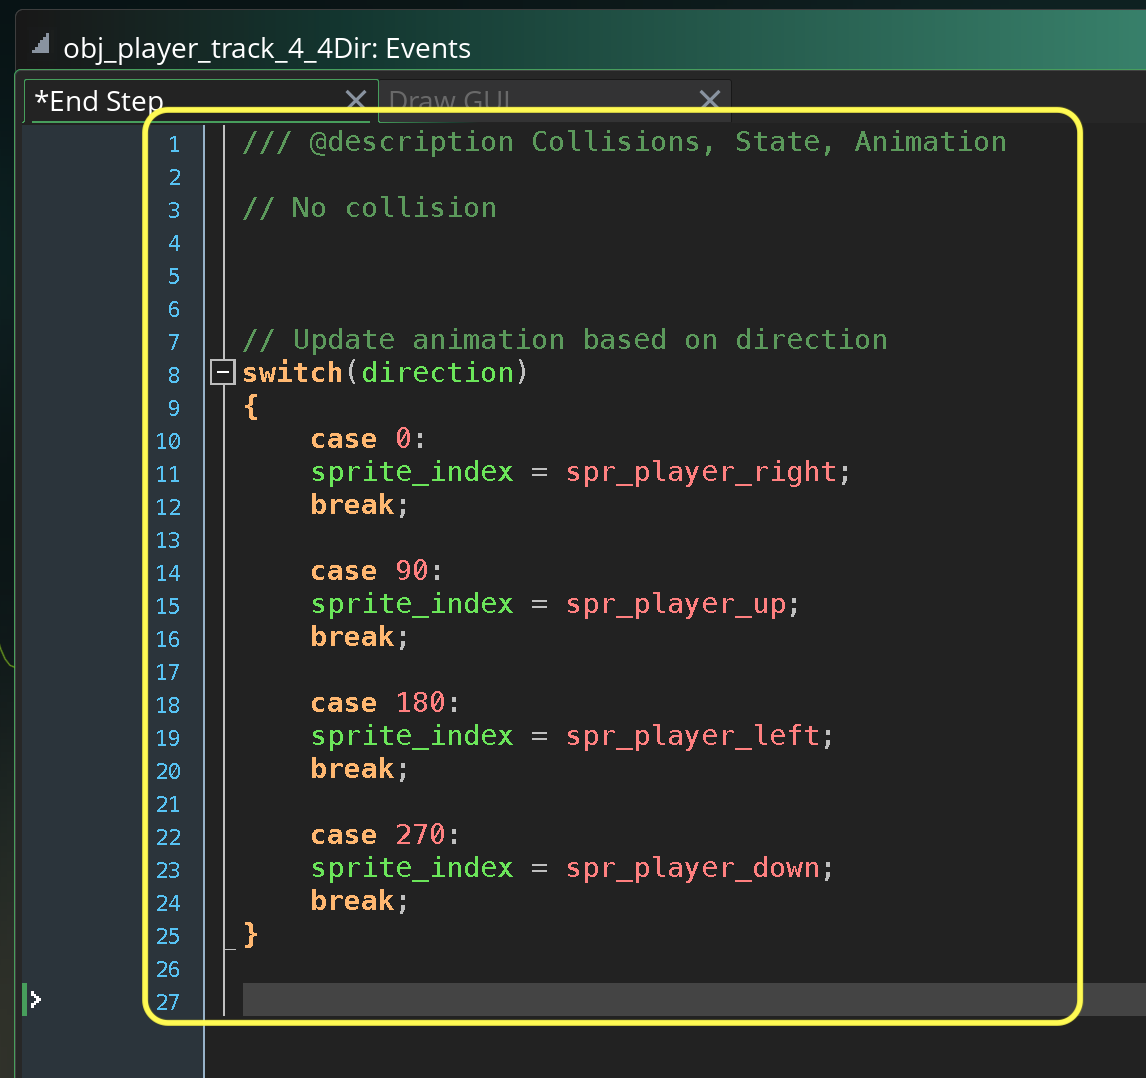 obj_player_track_4_4Dir: Events
*End Step Draw GUI
1 /// @description Collisions, State, Animation
2
3 // No collision
4
5
6
7 // Update animation based on direction
8 switch(direction)
9 {
10 case 0:
11 sprite_index = spr_player_right;
12 break;
13
14 case 90:
15 sprite_index = spr_player_up;
16 break;
17
18 case 180:
19 sprite_index = spr_player_left;
20 break;
21
22 case 270:
23 sprite_index = spr_player_down;
24 break;
25 }
26
27